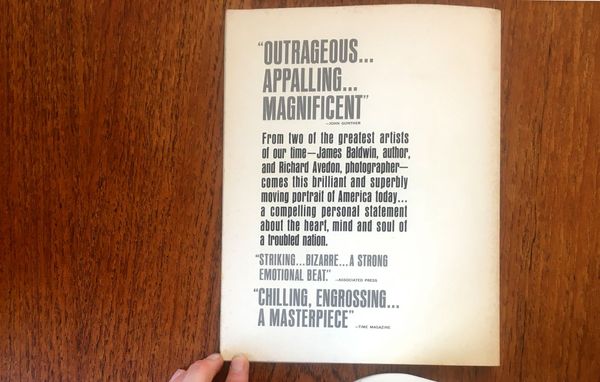 "OUTRAGEOUS...
APPALLING...
MAGNIFICENT"
—JOHN GUNTHER
From two of the greatest artists
of our time—James Baldwin, author,
and Richard Avedon, photographer—
comes this brilliant and superbly
moving portrait of America today...
a compelling personal statement
about the heart, mind and soul of
a troubled nation.
"STRIKING...BIZARRE...A STRONG
EMOTIONAL BEAT." —ASSOCIATED PRESS
"CHILLING, ENGROSSING...
A MASTERPIECE" —TIME MAGAZINE